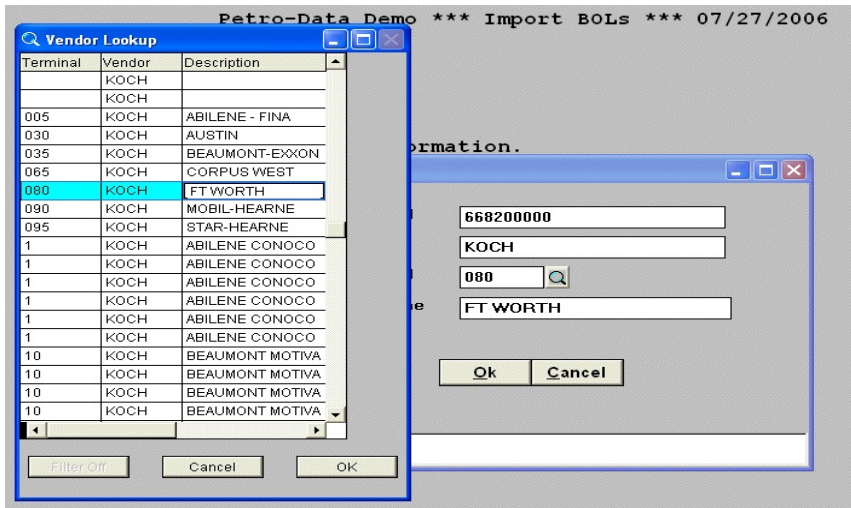 Petro-Data Demo *** Import BOLs *** 07/27/2006
Vendor Lookup
Terminal Vendor Description
KOCH
KOCH
005 KOCH ABILENE - FINA
030 KOCH AUSTIN
035 KOCH BEAUMONT-EXXON
065 KOCH CORPUS WEST
080 KOCH FT WORTH
090 KOCH MOBIL-HEARNE
095 KOCH STAR-HEARNE
1 KOCH ABILENE CONOCO
1 KOCH ABILENE CONOCO
1 KOCH ABILENE CONOCO
1 KOCH ABILENE CONOCO
1 KOCH ABILENE CONOCO
1 KOCH ABILENE CONOCO
10 KOCH BEAUMONT MOTIVA
10 KOCH BEAUMONT MOTIVA
10 KOCH BEAUMONT MOTIVA
10 KOCH BEAUMONT MOTIVA
Filter Off Cancel OK
ormation.
668200000
KOCH
080
e FT WORTH
Ok Cancel